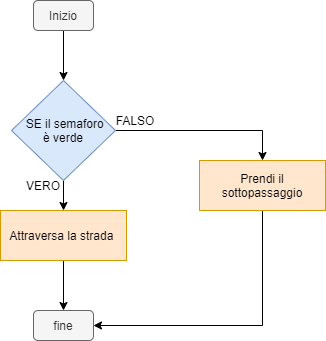 Inizio
SE il semaforo
è verde
FALSO
VERO
Prendi il
sottopassaggio
Attraversa la strada
fine